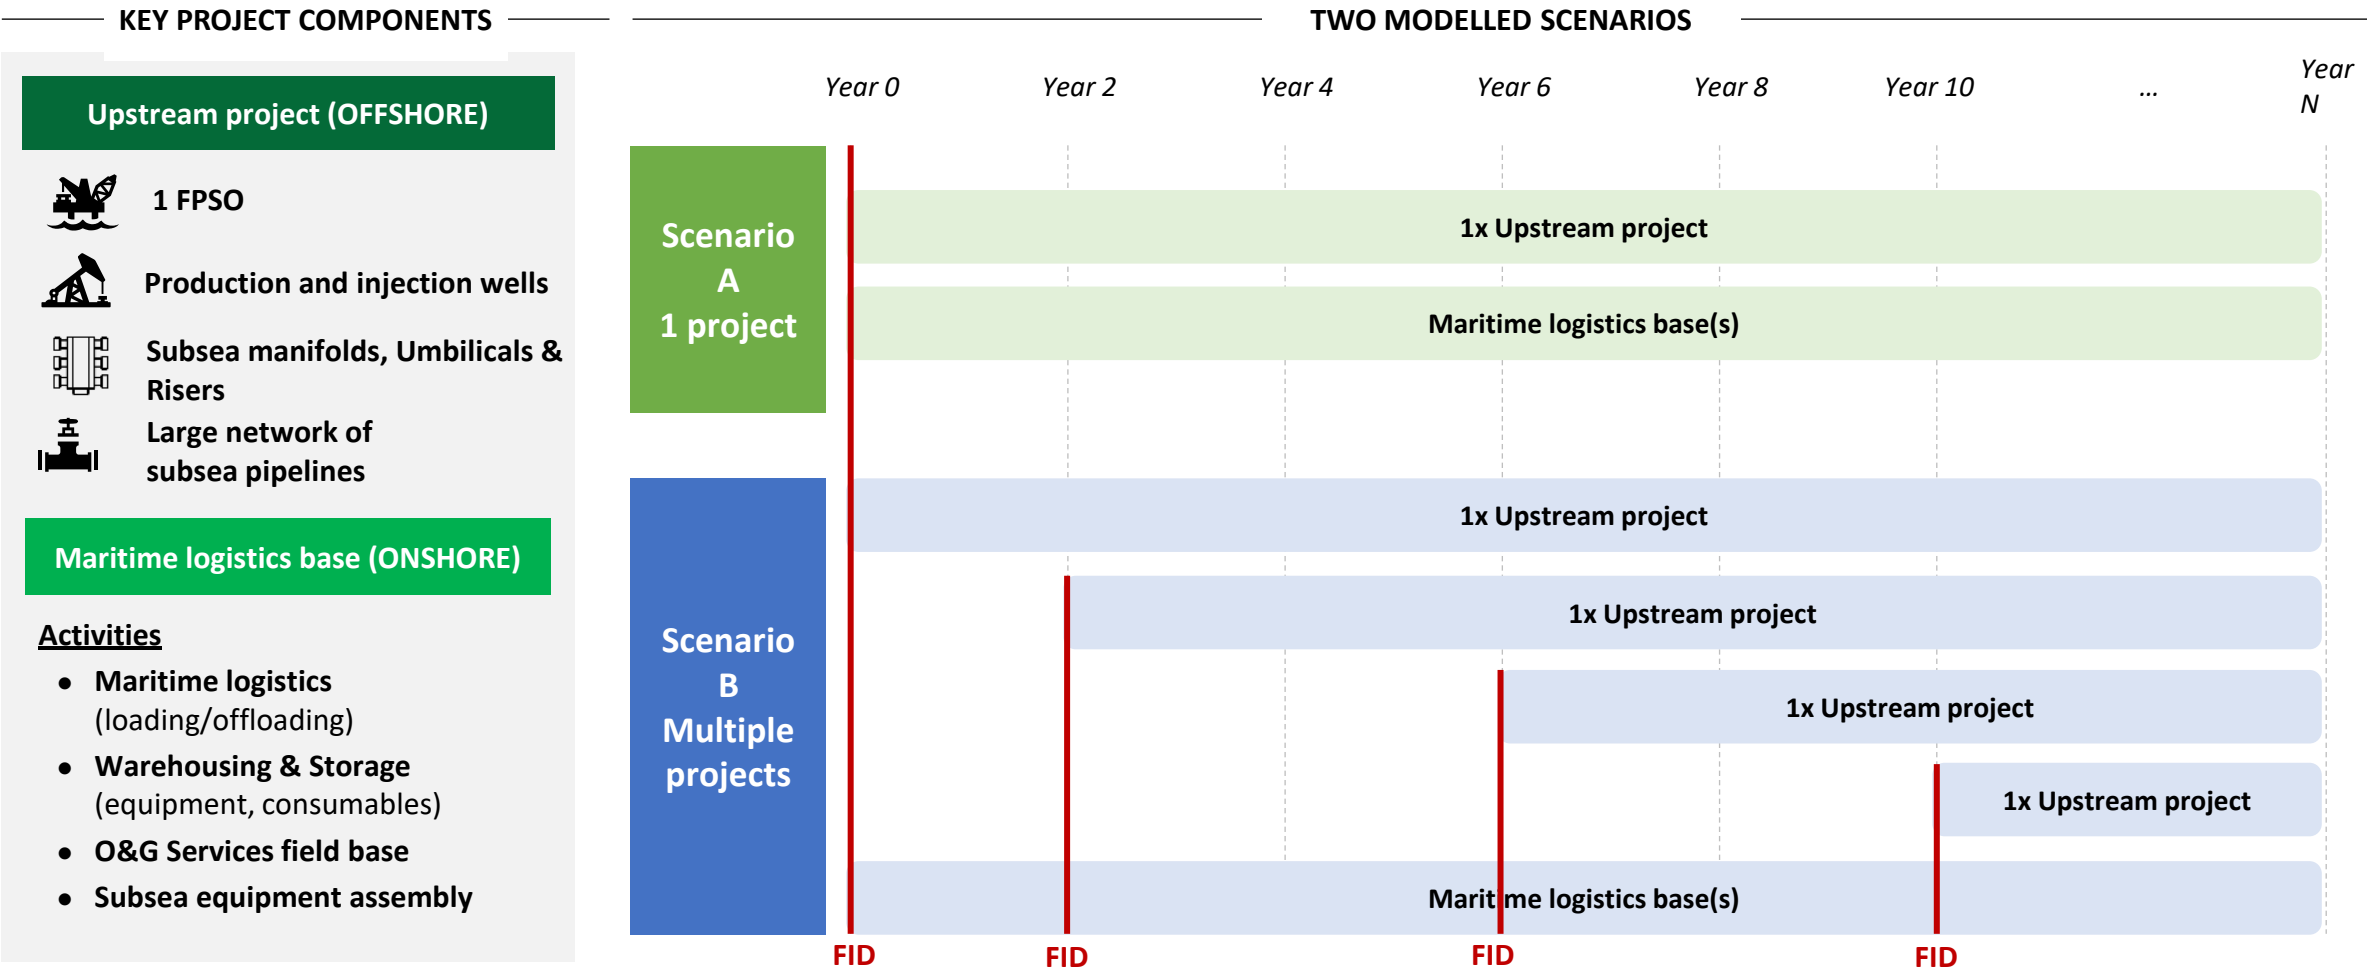 KEY PROJECT COMPONENTS
Upstream project (OFFSHORE)
1 FPSO
Production and injection wells
Subsea manifolds, Umbilicals &
Risers
Large network of
subsea pipelines
Maritime logistics base (ONSHORE)
Activities
● Maritime logistics
(loading/offloading)
● Warehousing & Storage
(equipment, consumables)
● O&G Services field base
● Subsea equipment assembly
TWO MODELLED SCENARIOS
Year 0
Year 2
Year 4
Year 6
Year 8
Year 10
...
Year
N
Scenario
A
1 project
1x Upstream project
Maritime logistics base(s)
Scenario
B
Multiple
projects
1x Upstream project
1x Upstream project
1x Upstream project
1x Upstream project
Maritime logistics base(s)
FID
FID
FID
FID